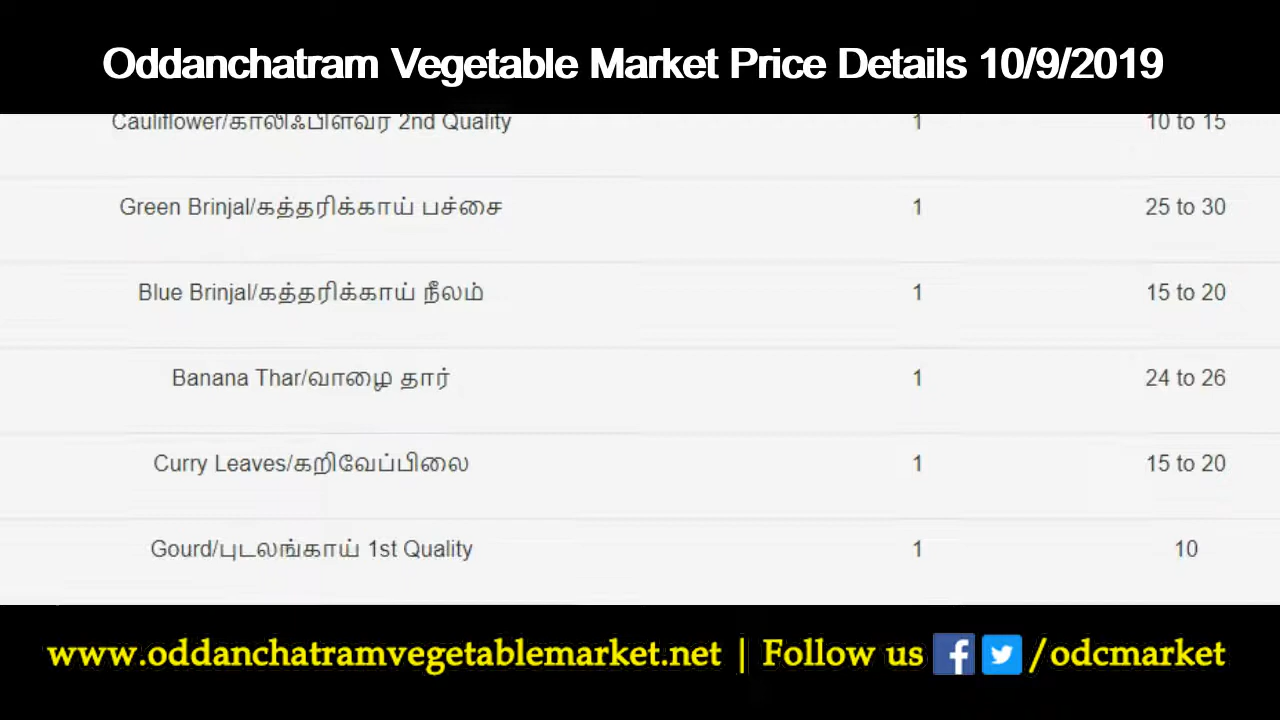 Oddanchatram Vegetable Market Price Details 10/9/2019
Cauliflower/காலிஃபிளவர் 2nd Quality 1 10 to 15
Green Brinjal/கத்தரிக்காய் பச்சை 1 25 to 30
Blue Brinjal/கத்தரிக்காய் நீலம் 1 15 to 20
Banana Thar/வாழை தார் 1 24 to 26
Curry Leaves/கறிவேப்பிலை 1 15 to 20
Gourd/புடலங்காய் 1st Quality 1 10
www.oddanchatramvegetablemarket.net | Follow us f /odcmarket